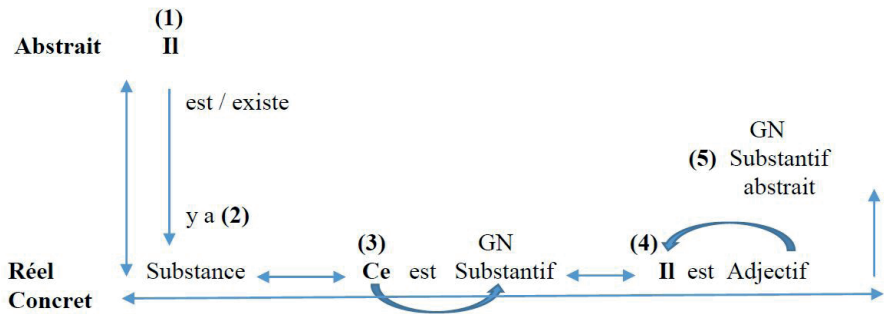 (1)
Abstrait Il
est / existe
GN
(5) Substantif
abstrait
y a (2)
(3) GN (4)
Réel Substance Ce est Substantif Il est Adjectif
Concret